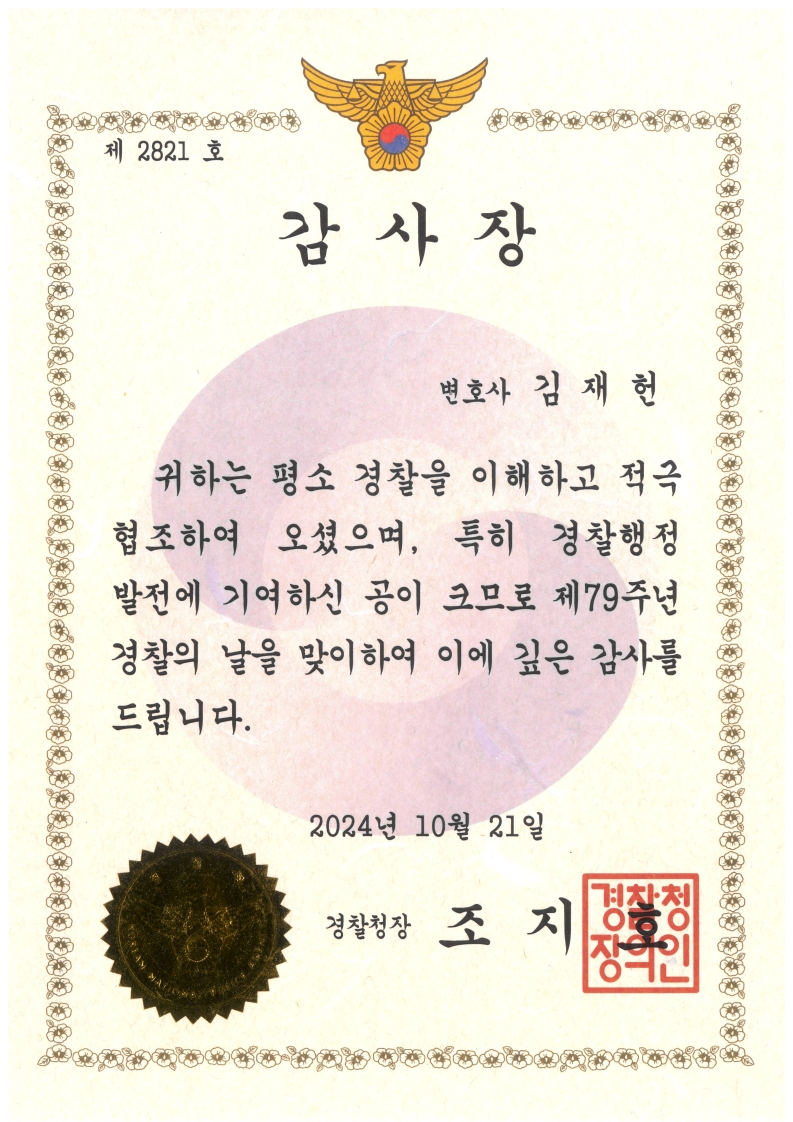 제 2821 호
감 사 장
변호사 김 재 헌
귀하는 평소 경찰을 이해하고 적극
협조하여 오셨으며, 특히 경찰행정
발전에 기여하신 공이 크므로 제79주년
경찰의 날을 맞이하여 이에 깊은 감사를
드립니다.
2024년 10월 21일
경찰청장 조 지 호
경찰청
장의인